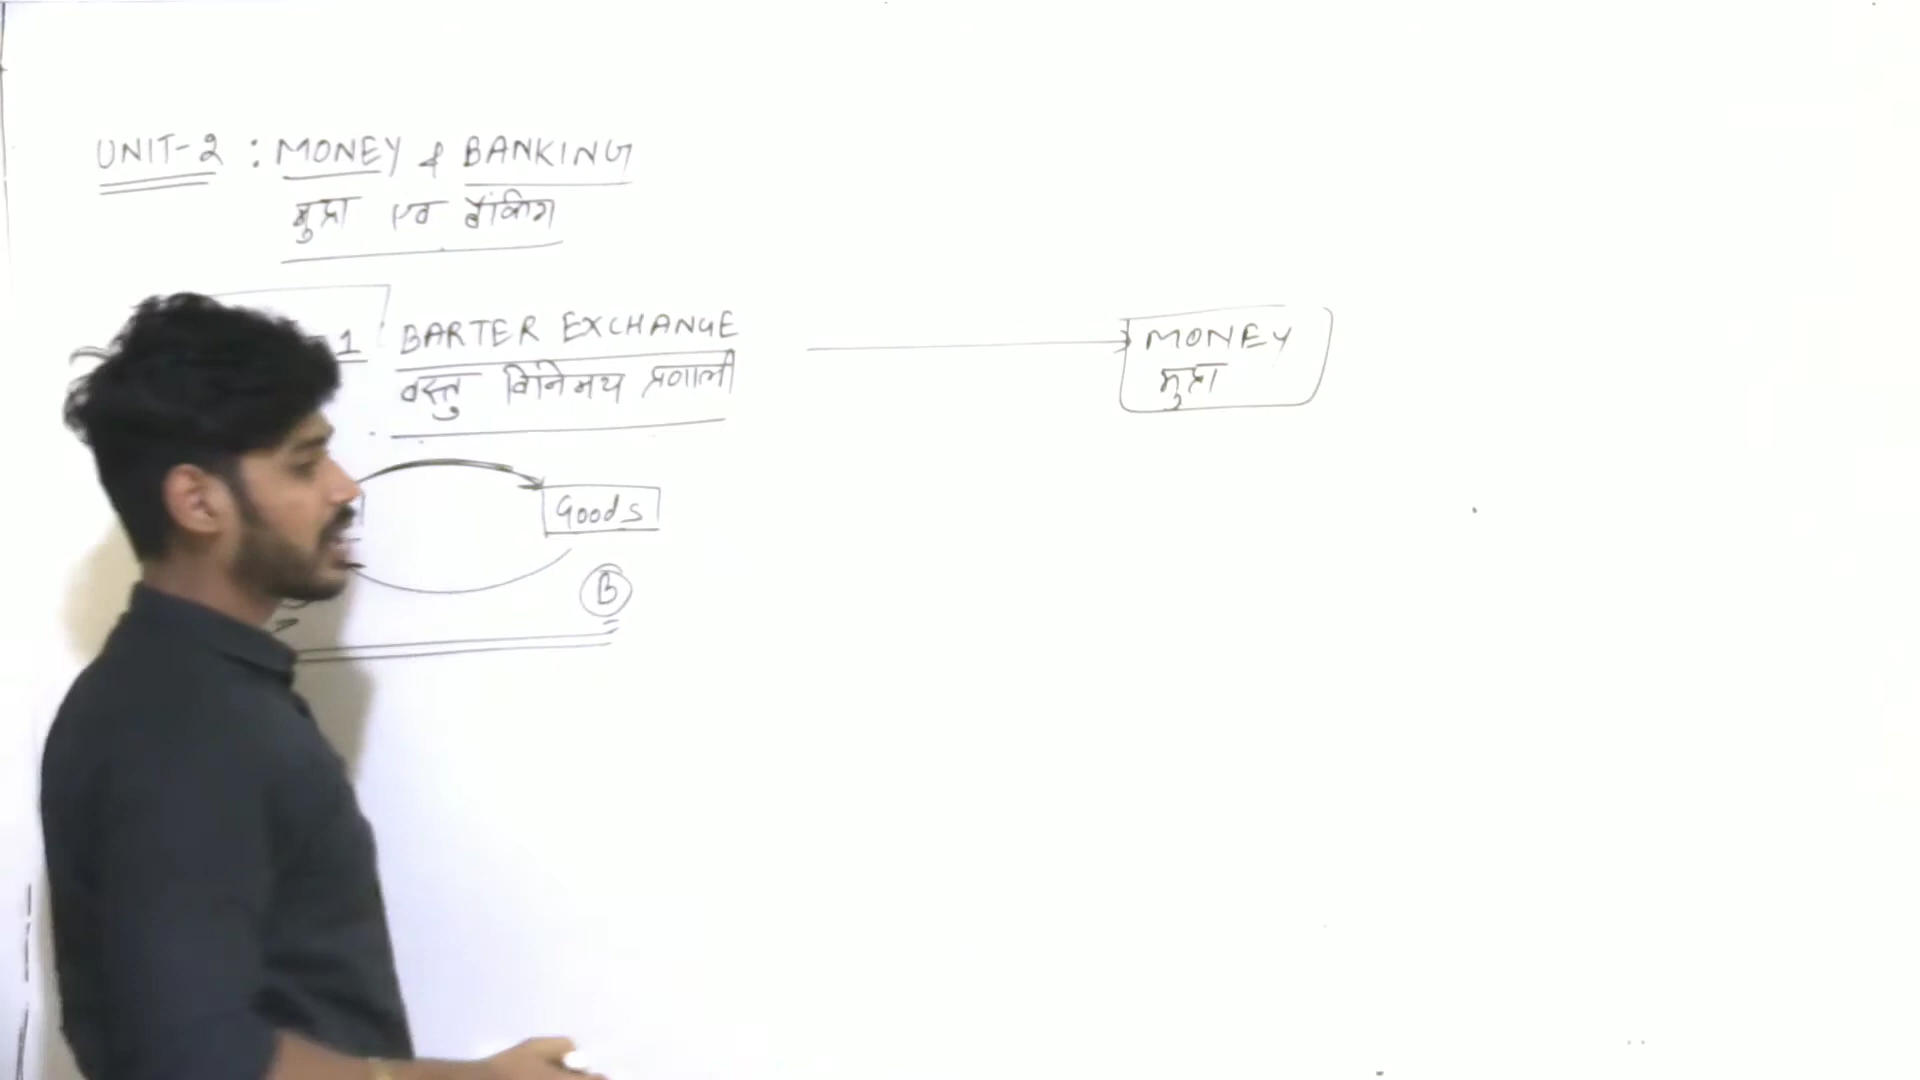 UNIT-2 : MONEY & BANKING
मुद्रा एवं बैंकिंग
1 BARTER EXCHANGE
वस्तु विनिमय प्रणाली
MONEY
मुद्रा
Goods
B